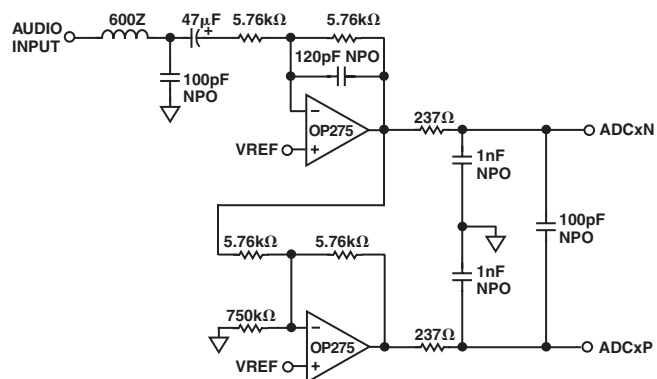 AUDIO
INPUT
600Z
47µF
+
5.76kΩ
5.76kΩ
100pF
NPO
120pF NPO
−
OP275
+
VREF
237Ω
ADCxN
1nF
NPO
100pF
NPO
1nF
NPO
5.76kΩ
5.76kΩ
750kΩ
−
OP275
+
VREF
237Ω
ADCxP